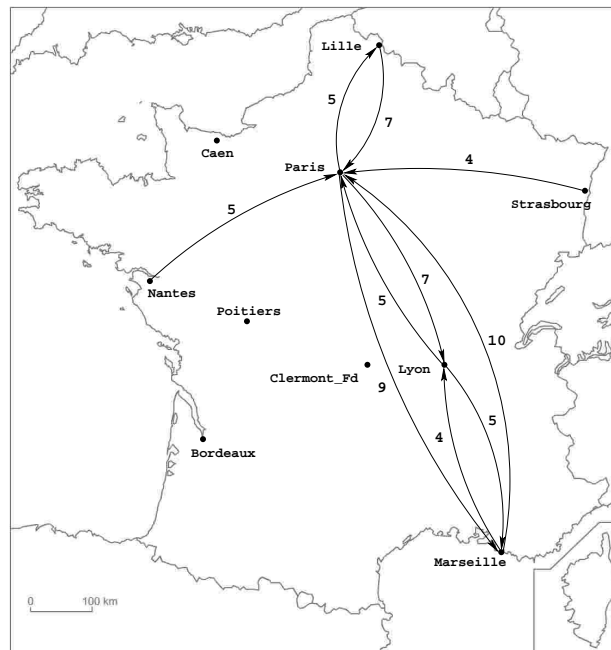 Lille
5
7
Caen
Paris
4
Strasbourg
5
Nantes
7
Poitiers
5
10
Clermont_Fd
Lyon
9
5
4
Bordeaux
Marseille
0 100 km